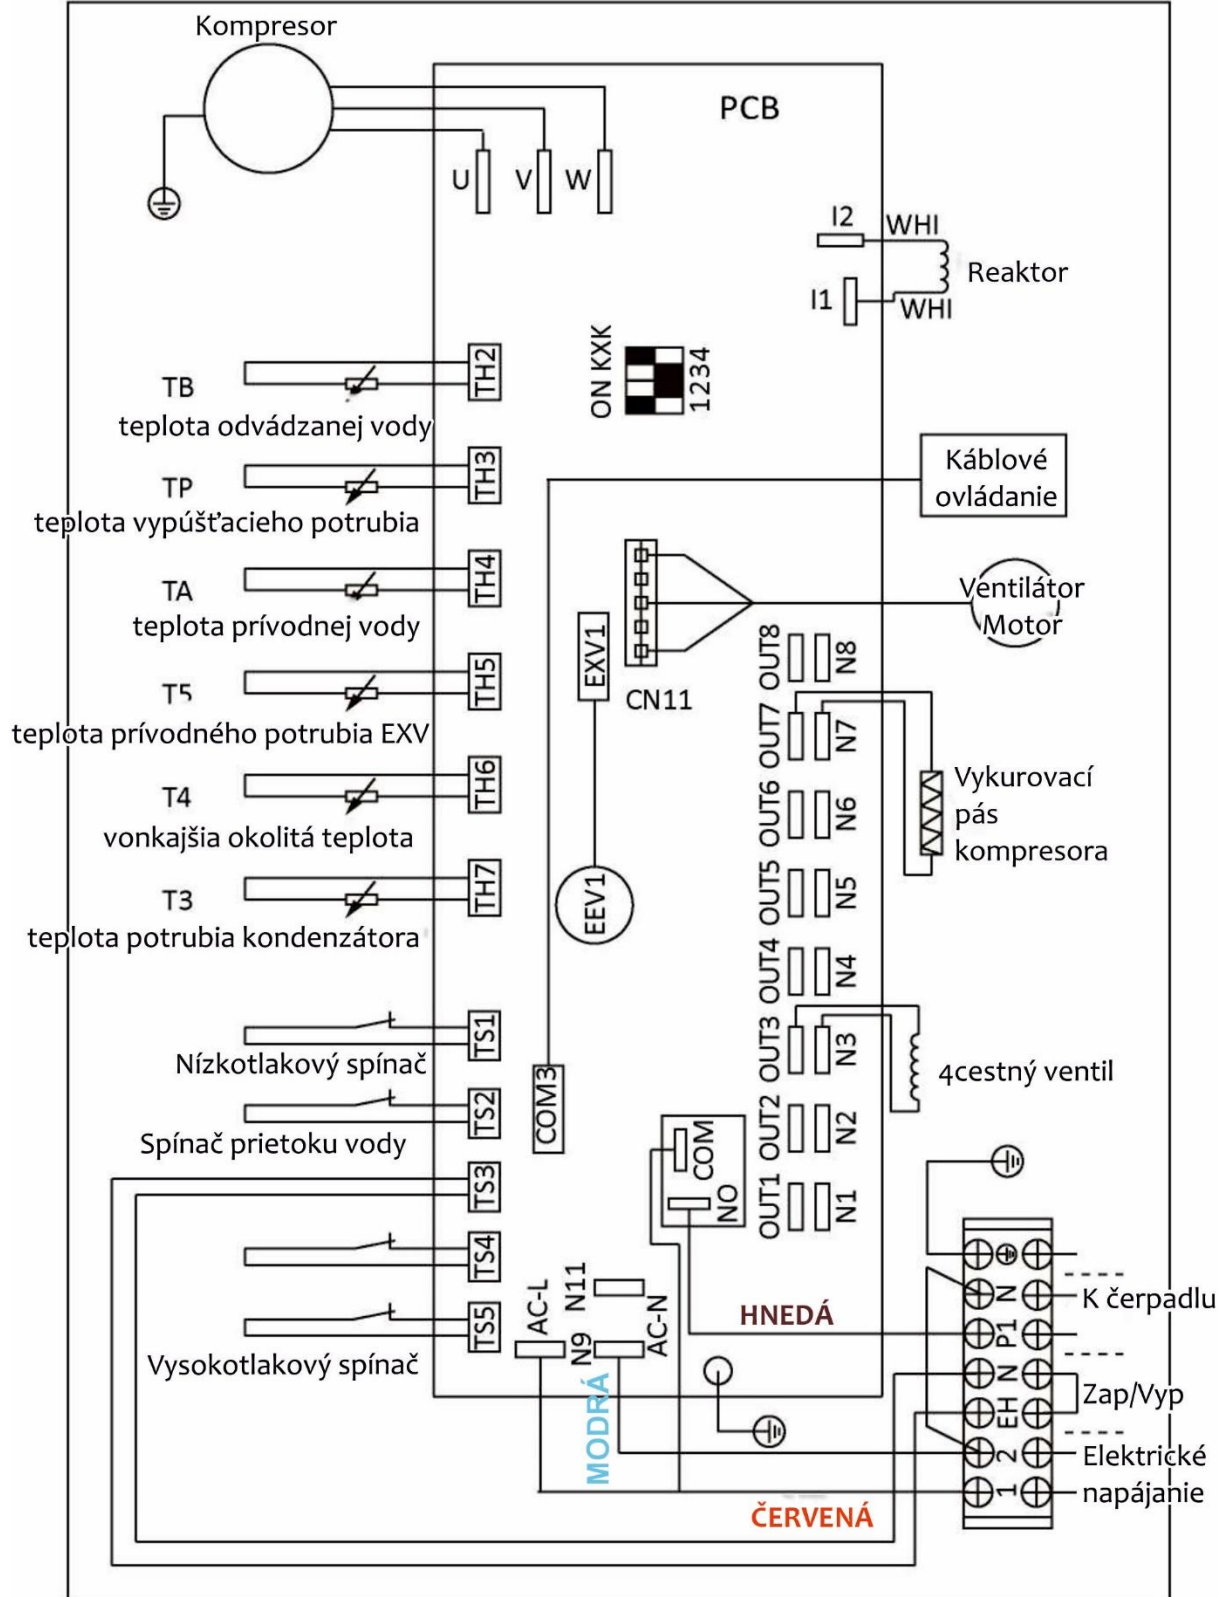 Kompresor
PCB
U
V
W
I2
WHI
Reaktor
I1
WHI
ON KXK
1234
TH2
TB
teplota odvádzanej vody
TH3
TP
teplota vypúšťacieho potrubia
TH4
TA
teplota prívodnej vody
TH5
T5
teplota prívodného potrubia EXV
TH6
T4
vonkajšia okolitá teplota
TH7
T3
teplota potrubia kondenzátora
Káblové
ovládanie
Ventilátor
Motor
CN11
EXV1
EEV1
OUT8
N8
OUT7
N7
OUT6
N6
OUT5
N5
OUT4
N4
OUT3
N3
OUT2
N2
OUT1
N1
Vykurovací
pás
kompresora
4cestný ventil
TS1
Nízkotlakový spínač
TS2
Spínač prietoku vody
TS3
TS4
TS5
Vysokotlakový spínač
COM3
COM
NO
AC-L
N11
N9
AC-N
HNEDÁ
MODRÁ
ČERVENÁ
N
P1
N
EH
2
1
K čerpadlu
Zap/Vyp
Elektrické
napájanie